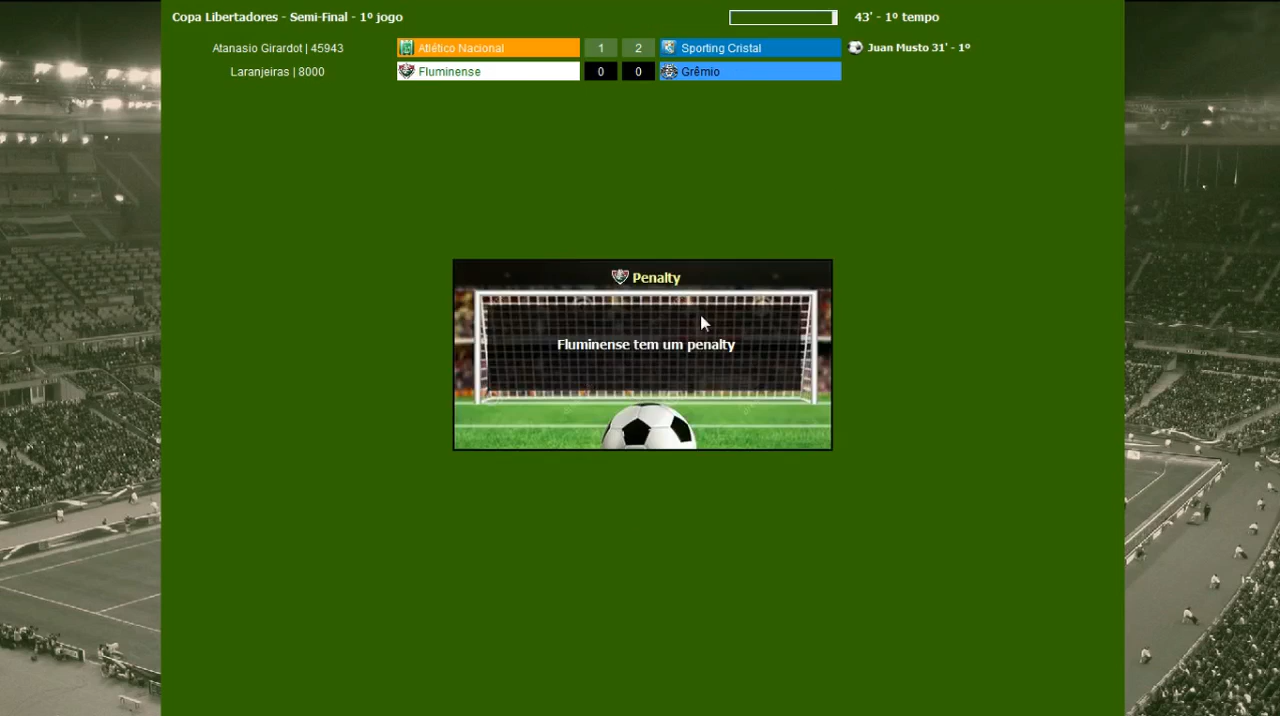 Copa Libertadores - Semi-Final - 1º jogo
43' - 1º tempo
Atanasio Girardot | 45943 Atlético Nacional 1 2 Sporting Cristal Juan Musto 31' - 1º
Laranjeiras | 8000 Fluminense 0 0 Grêmio
Penalty
Fluminense tem um penalty